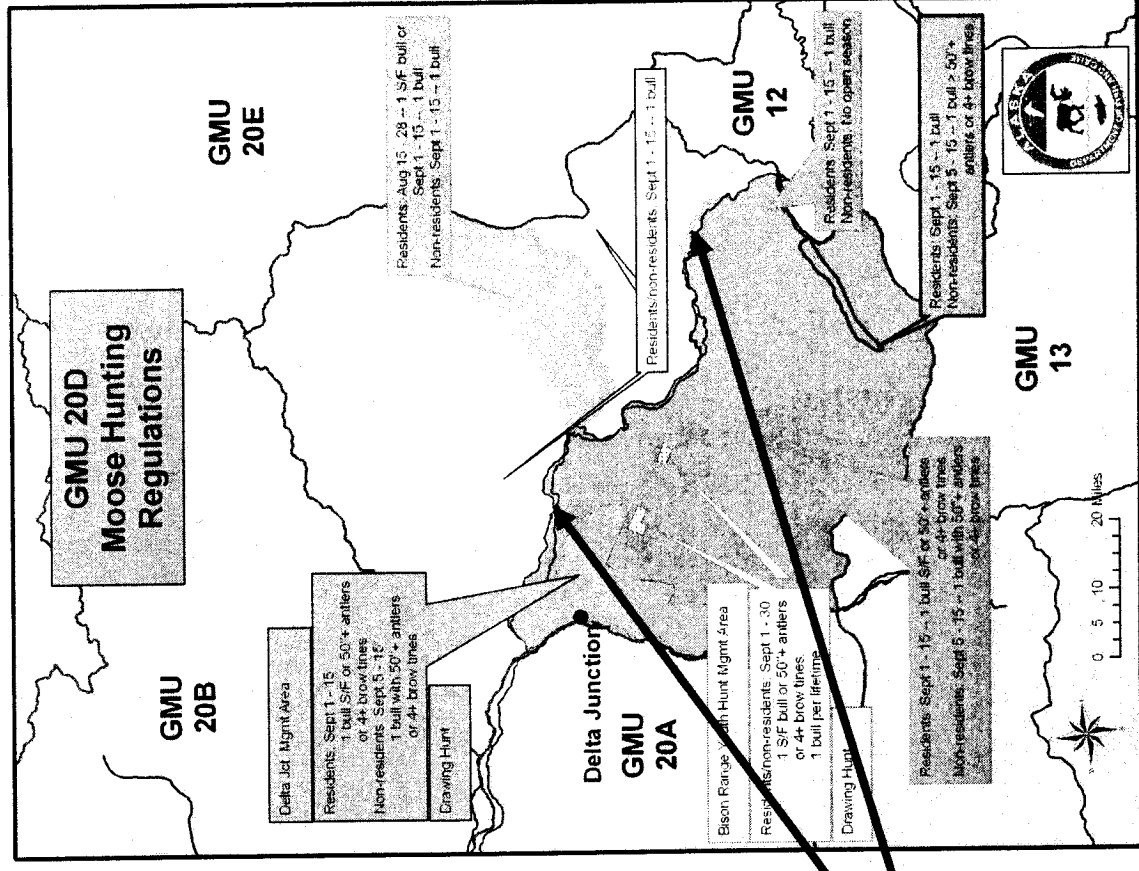 GMU 20D
Moose Hunting
Regulations
GMU
20E
GMU
20B
Residents: Aug 15 - 28 -- 1 S/F bull or
Sept 1 - 15 -- 1 bull
Non-residents: Sept 1 - 15 -- 1 bull
Delta Jct. Mgmt Area
Residents: Sept 1 - 15
1 bull S/F or 50"+ antlers
or 4+ brow tines
Non-residents: Sept 5 - 15
1 bull with 50"+ antlers
or 4+ brow tines
Drawing Hunt
Residents/non-residents: Sept 1 - 15 -- 1 bull
Delta Junction
GMU
20A
GMU
12
Bison Range Youth Hunt Mgmt Area
Residents/non-residents: Sept 1 - 30
1 S/F bull or 50"+ antlers
or 4+ brow tines.
1 bull per lifetime
Drawing Hunt
Residents: Sept 1 - 15 -- 1 bull
Non-residents: No open season
Residents: Sept 1 - 15 -- 1 bull
Non-residents: Sept 5 - 15 -- 1 bull > 50"+
antlers or 4+ brow tines
GMU
13
Residents: Sept 1 - 15 -- 1 bull S/F or 50"+ antlers
or 4+ brow tines
Non-residents: Sept 5 - 15 -- 1 bull with 50"+ antlers
or 4+ brow tines
0 5 10 20 Miles
ALASKA